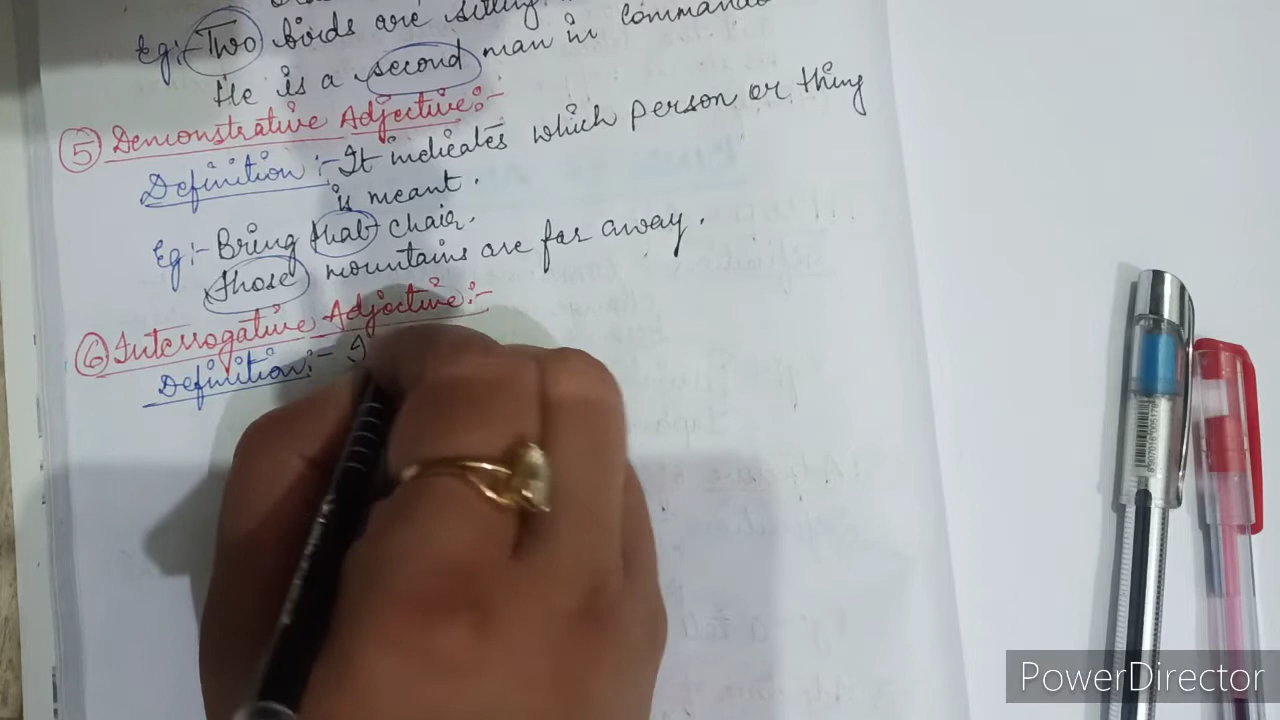 Eg:- Two birds are sitting
He is a second man in command
⑤ Demonstrative Adjective:-
Definition:- It indicates which person or thing
is meant.
Eg:- Bring that chair.
those mountains are far away.
⑥ Interrogative Adjective:-
Definition:- I
PowerDirector